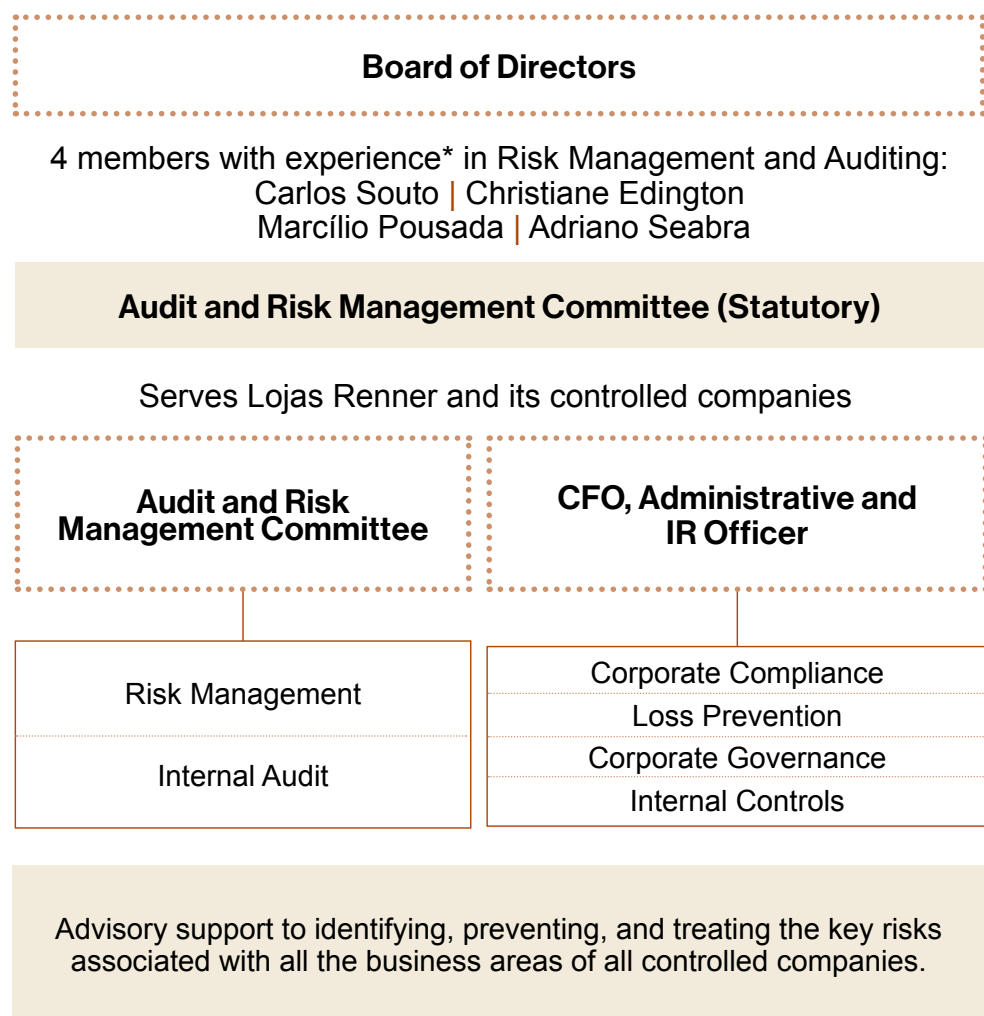 Board of Directors
4 members with experience* in Risk Management and Auditing:
Carlos Souto | Christiane Edington
Marcílio Pousada | Adriano Seabra
Audit and Risk Management Committee (Statutory)
Serves Lojas Renner and its controlled companies
Audit and Risk
Management Committee
Risk Management
Internal Audit
CFO, Administrative and
IR Officer
Corporate Compliance
Loss Prevention
Corporate Governance
Internal Controls
Advisory support to identifying, preventing, and treating the key risks
associated with all the business areas of all controlled companies.